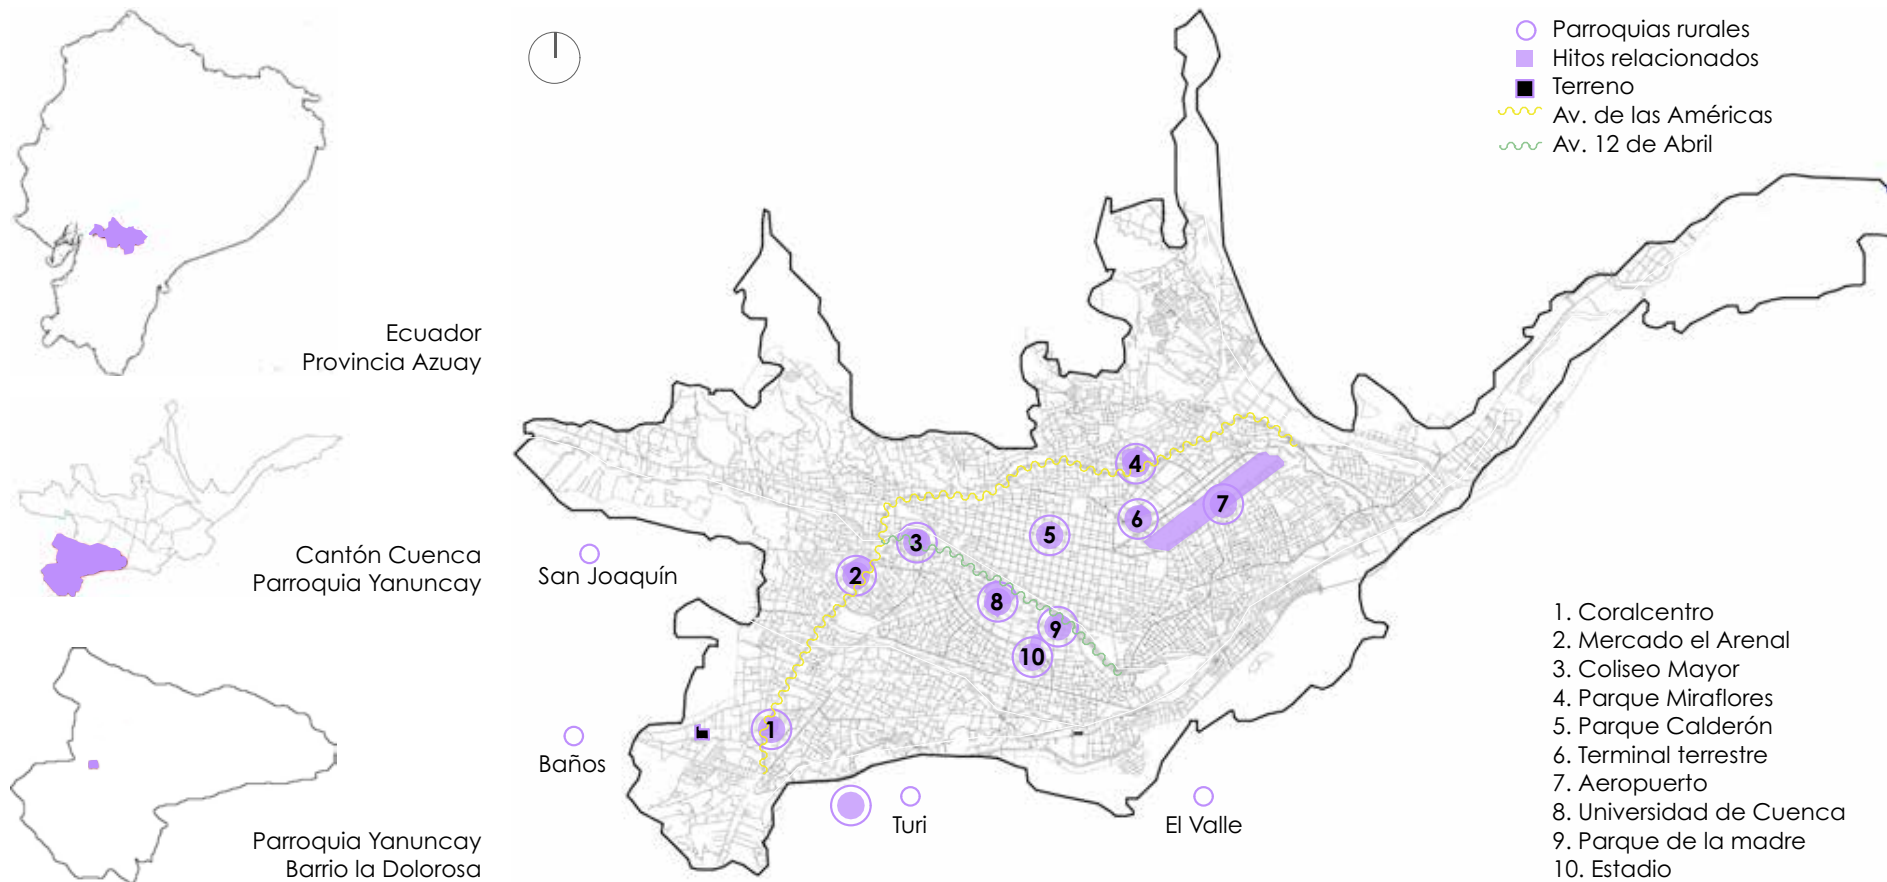 Ecuador
Provincia Azuay
Cantón Cuenca
Parroquia Yanuncay
Parroquia Yanuncay
Barrio la Dolorosa
Parroquias rurales
Hitos relacionados
Terreno
Av. de las Américas
Av. 12 de Abril
4
7
6
5
3
2
8
9
10
1
San Joaquín
Baños
Turi
El Valle
1. Coralcentro
2. Mercado el Arenal
3. Coliseo Mayor
4. Parque Miraflores
5. Parque Calderón
6. Terminal terrestre
7. Aeropuerto
8. Universidad de Cuenca
9. Parque de la madre
10. Estadio